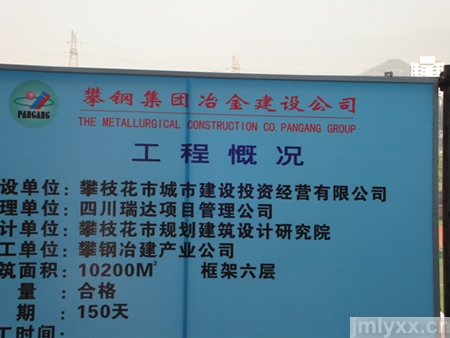 攀钢集团冶金建设公司
PANGANG
THE METALLURGICAL CONSTRUCTION CO. PANGANG GROUP
工程慨况
设单位：攀枝花市城市建设投资经营有限公司
理单位：四川瑞达项目管理公司
计单位：攀枝花市规划建筑设计研究院
工单位：攀钢冶建产业公司
筑面积：10200M² 框架六层
量：合格
期：150天
工时间：
jmlyxx.cn